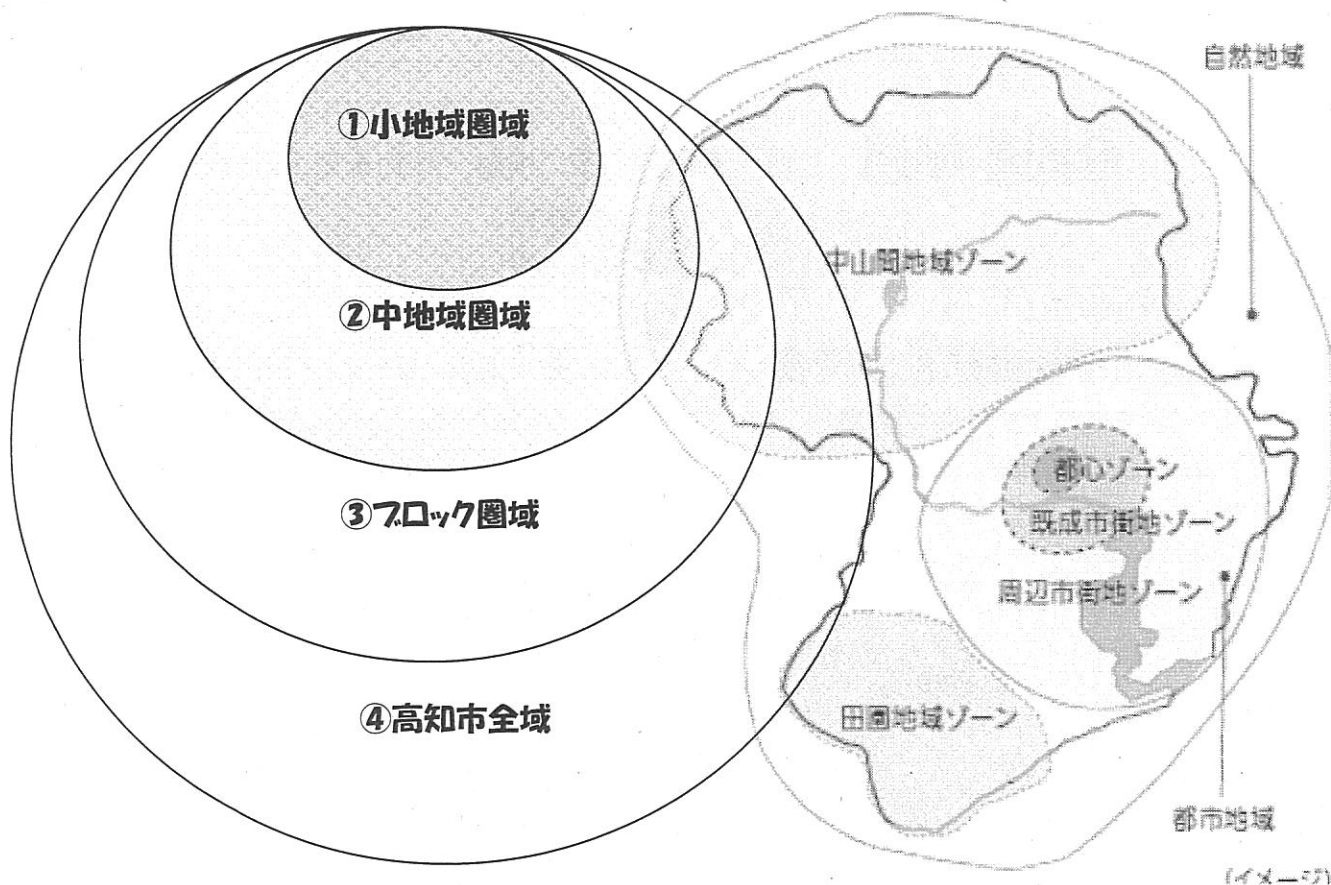 ①小地域圏域
②中地域圏域
③ブロック圏域
④高知市全域
自然地域
中山間地域ゾーン
都心ゾーン
既成市街地ゾーン
周辺市街地ゾーン
田園地域ゾーン
都市地域
(イメージ)